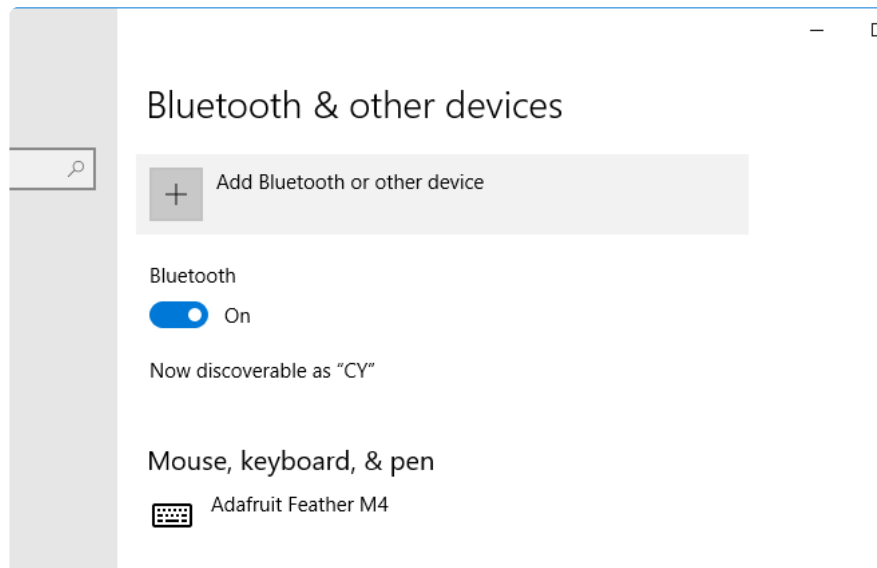 Bluetooth & other devices
Add Bluetooth or other device
Bluetooth
On
Now discoverable as “CY”
Mouse, keyboard, & pen
Adafruit Feather M4